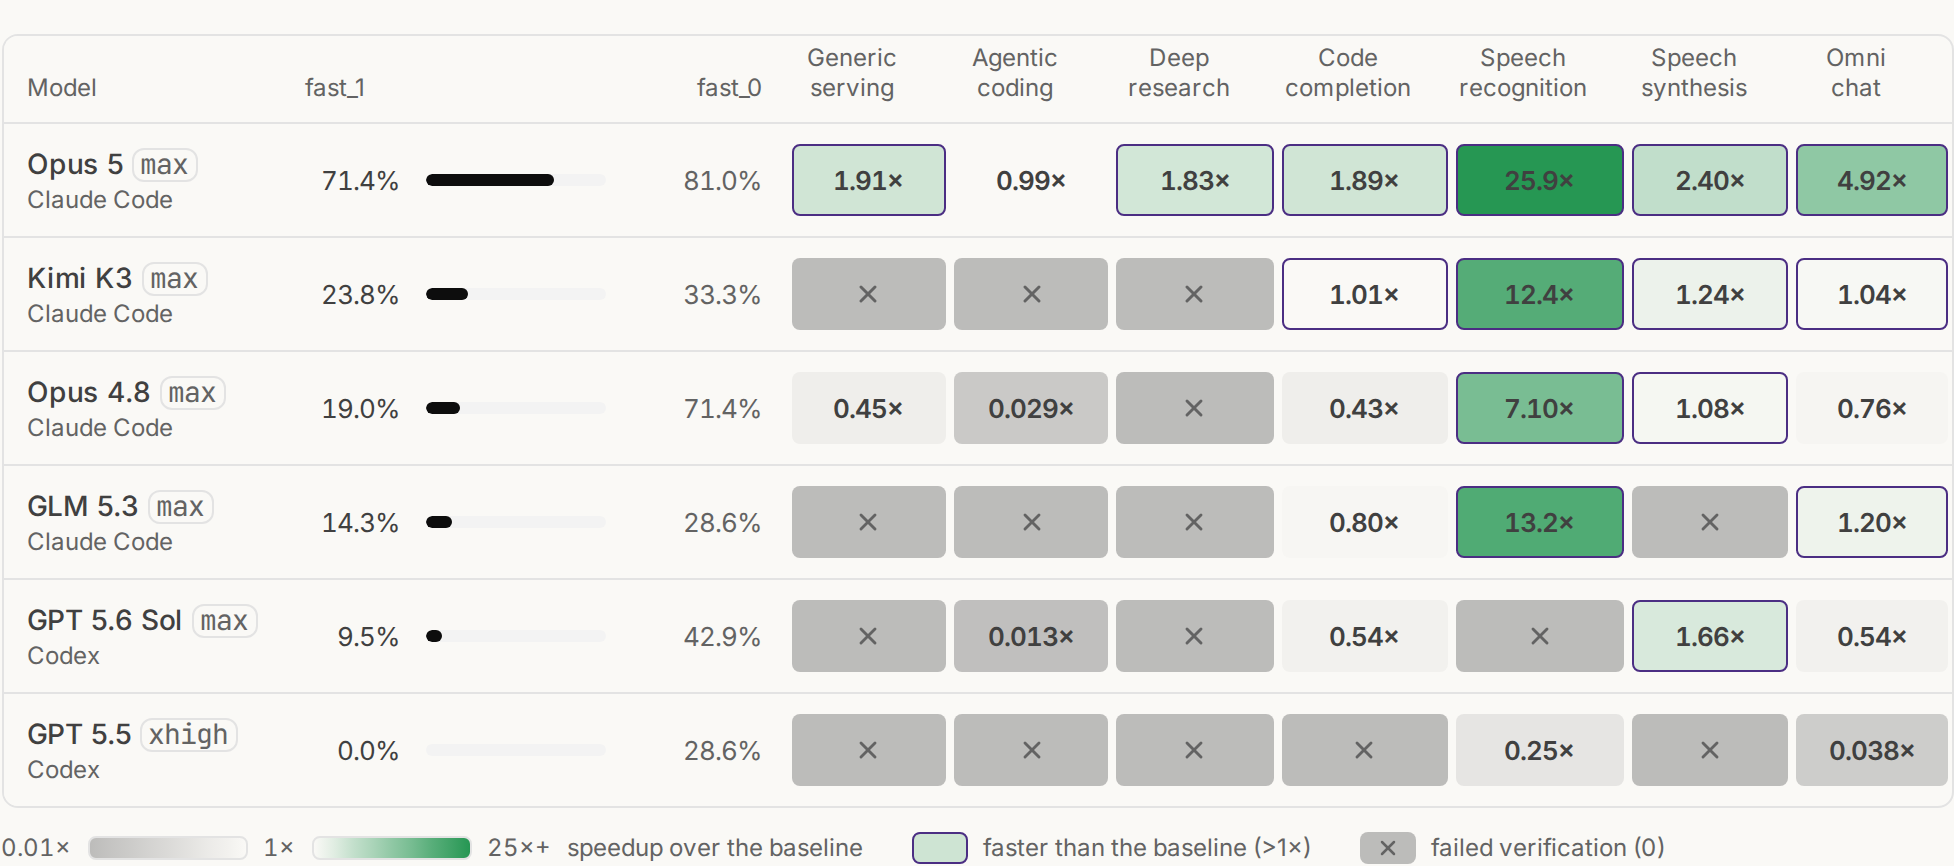 Model fast_1 fast_0 Generic serving Agentic coding Deep research Code completion Speech recognition Speech synthesis Omni chat
Opus 5 max
Claude Code
71.4% 81.0% 1.91× 0.99× 1.83× 1.89× 25.9× 2.40× 4.92×
Kimi K3 max
Claude Code
23.8% 33.3% × × × 1.01× 12.4× 1.24× 1.04×
Opus 4.8 max
Claude Code
19.0% 71.4% 0.45× 0.029× × 0.43× 7.10× 1.08× 0.76×
GLM 5.3 max
Claude Code
14.3% 28.6% × × × 0.80× 13.2× × 1.20×
GPT 5.6 Sol max
Codex
9.5% 42.9% × 0.013× × 0.54× × 1.66× 0.54×
GPT 5.5 xhigh
Codex
0.0% 28.6% × × × × 0.25× × 0.038×
0.01× 1× 25×+ speedup over the baseline faster than the baseline (>1×) × failed verification (0)